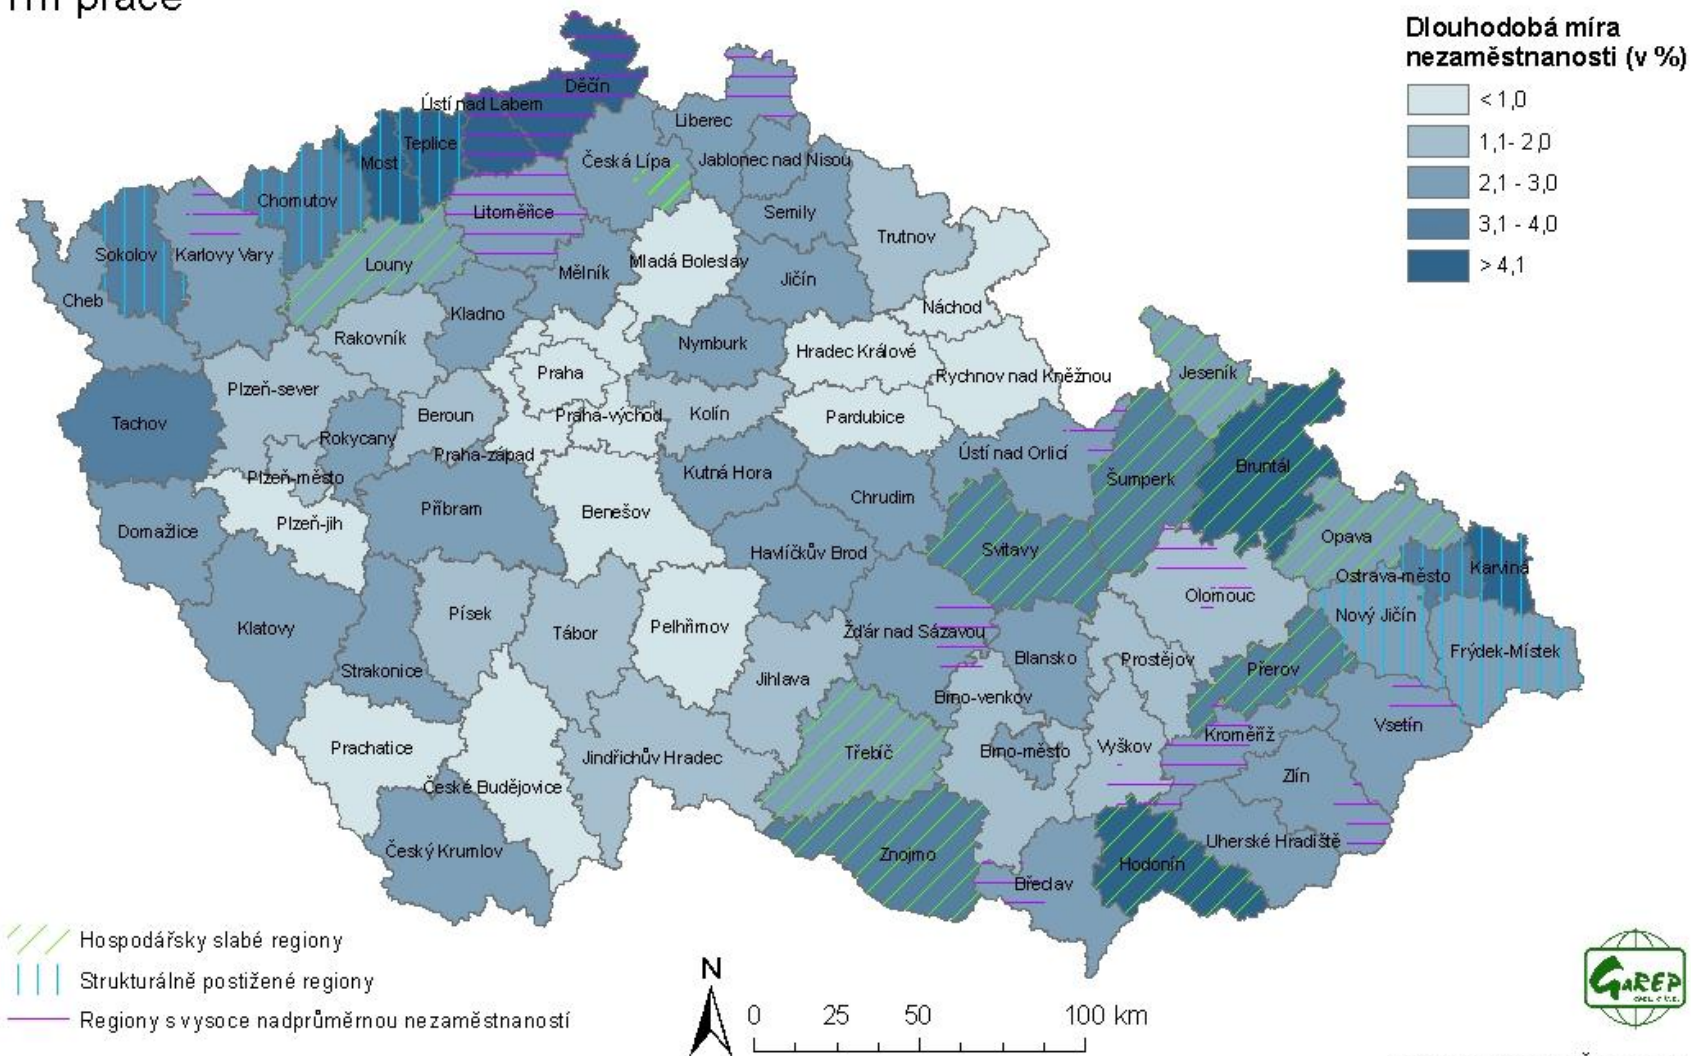 práce
Dlouhodobá míra
nezaměstnanosti (v %)
< 1,0
1,1- 2,0
2,1 - 3,0
3,1 - 4,0
> 4,1
Děčín
Ústí nad Labem
Liberec
Teplice
Most
Česká Lípa
Jablonec nad Nisou
Chomutov
Litoměřice
Semily
Trutnov
Sokolov
Karlovy Vary
Louny
Mělník
Mladá Boleslav
Jičín
Cheb
Kladno
Náchod
Rakovník
Nymburk
Hradec Králové
Praha
Rychnov nad Kněžnou
Jeseník
Plzeň-sever
Beroun
Praha-východ
Kolín
Pardubice
Tachov
Rokycany
Praha-západ
Ústí nad Orlicí
Bruntál
Plzeň-město
Kutná Hora
Šumperk
Chrudim
Příbram
Benešov
Plzeň-jih
Domažlice
Opava
Havlíčkův Brod
Svitavy
Karviná
Ostrava-město
Olomouc
Písek
Nový Jičín
Klatovy
Tábor
Pelhřimov
Žďár nad Sázavou
Frýdek-Místek
Blansko
Prostějov
Strakonice
Přerov
Jihlava
Brno-venkov
Vsetín
Kroměříž
Prachatice
Jindřichův Hradec
Třebíč
Brno-město
Vyškov
Zlín
České Budějovice
Uherské Hradiště
Český Krumlov
Znojmo
Hodonín
Břeclav
Hospodářsky slabé regiony
Strukturálně postižené regiony
Regiony s vysoce nadprůměrnou nezaměstnaností
N
0 25 50 100 km
GaREP